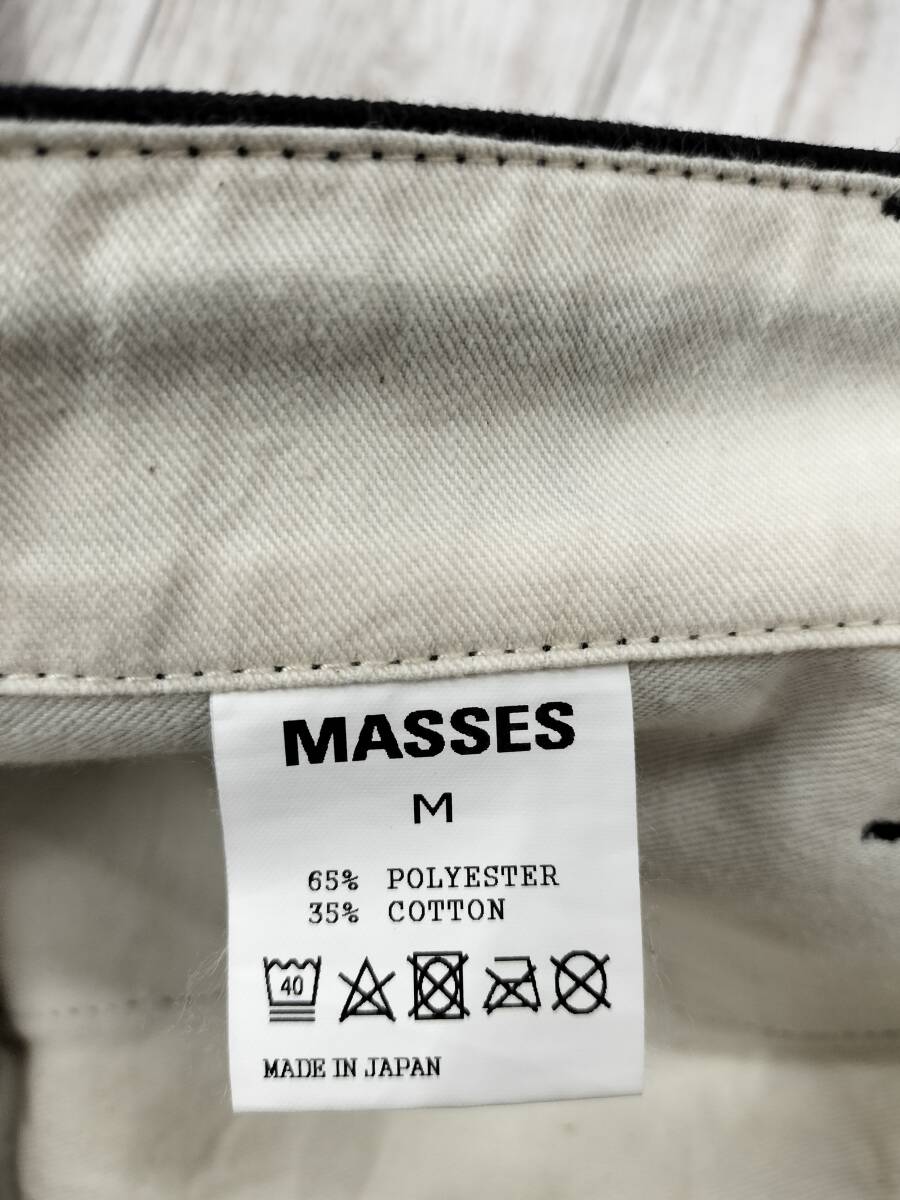 MASSES
M
65% POLYESTER
35% COTTON
40
MADE IN JAPAN